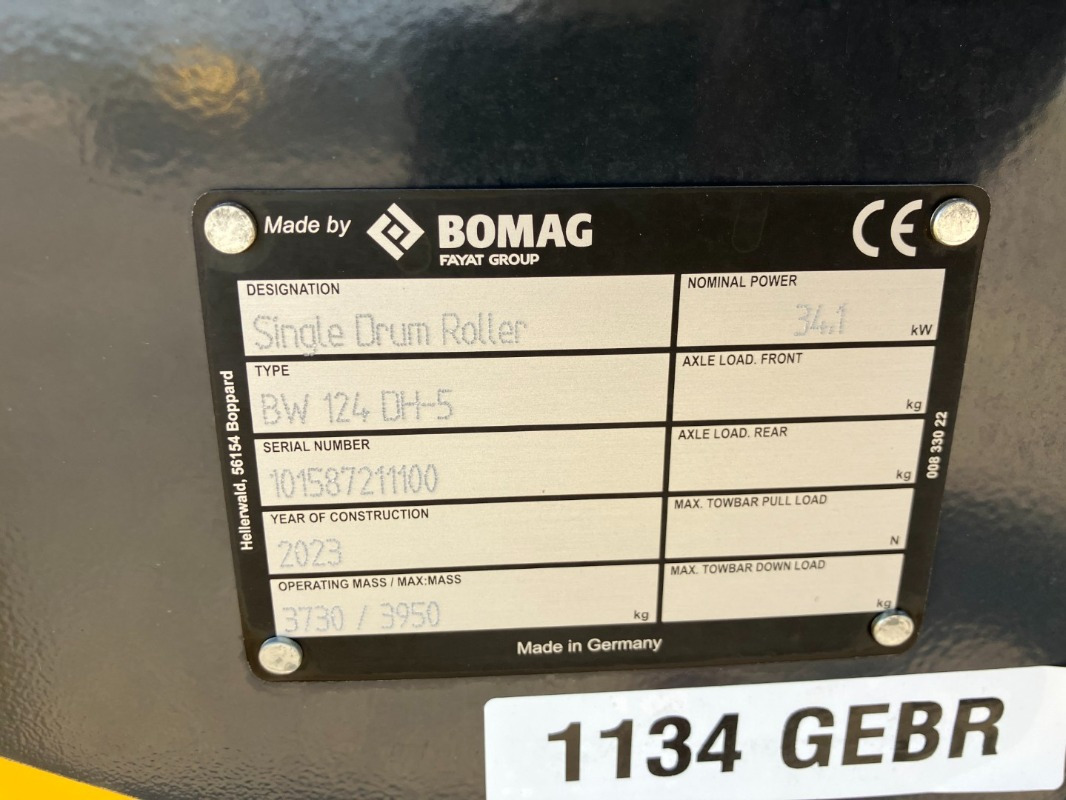 Made by BOMAG CE
FAYAT GROUP
DESIGNATION
Single Drum Roller
TYPE
BW 124 DH-5
SERIAL NUMBER
101587211100
YEAR OF CONSTRUCTION
2023
OPERATING MASS / MAX:MASS
3730 / 3950 kg
NOMINAL POWER
34.1 kW
AXLE LOAD. FRONT
kg
AXLE LOAD. REAR
kg
MAX. TOWBAR PULL LOAD
N
MAX. TOWBAR DOWN LOAD
kg
Hellerwald, 56154 Boppard
008 330 22
Made in Germany
1134 GEBR